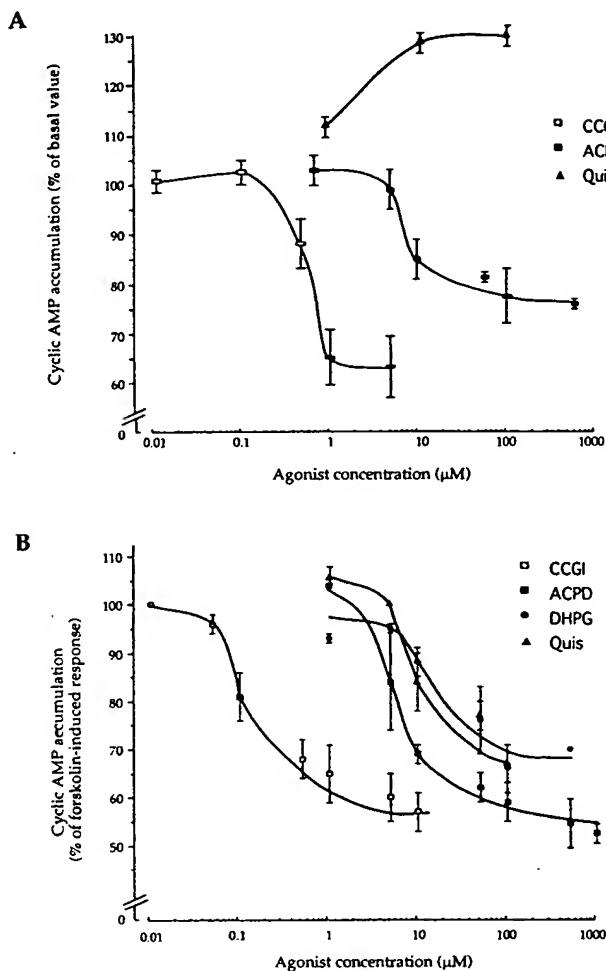 A
Cyclic AMP accumulation (% of basal value)
130
120
110
100
90
80
70
60
0
0.01
0.1
1
10
100
1000
Agonist concentration (μM)
Qui
B
Cyclic AMP accumulation
(% of forskolin-induced response)
110
100
90
80
70
60
50
0
0.01
0.1
1
10
100
1000
Agonist concentration (μM)
CCGI
ACPD
DHPG
Quis